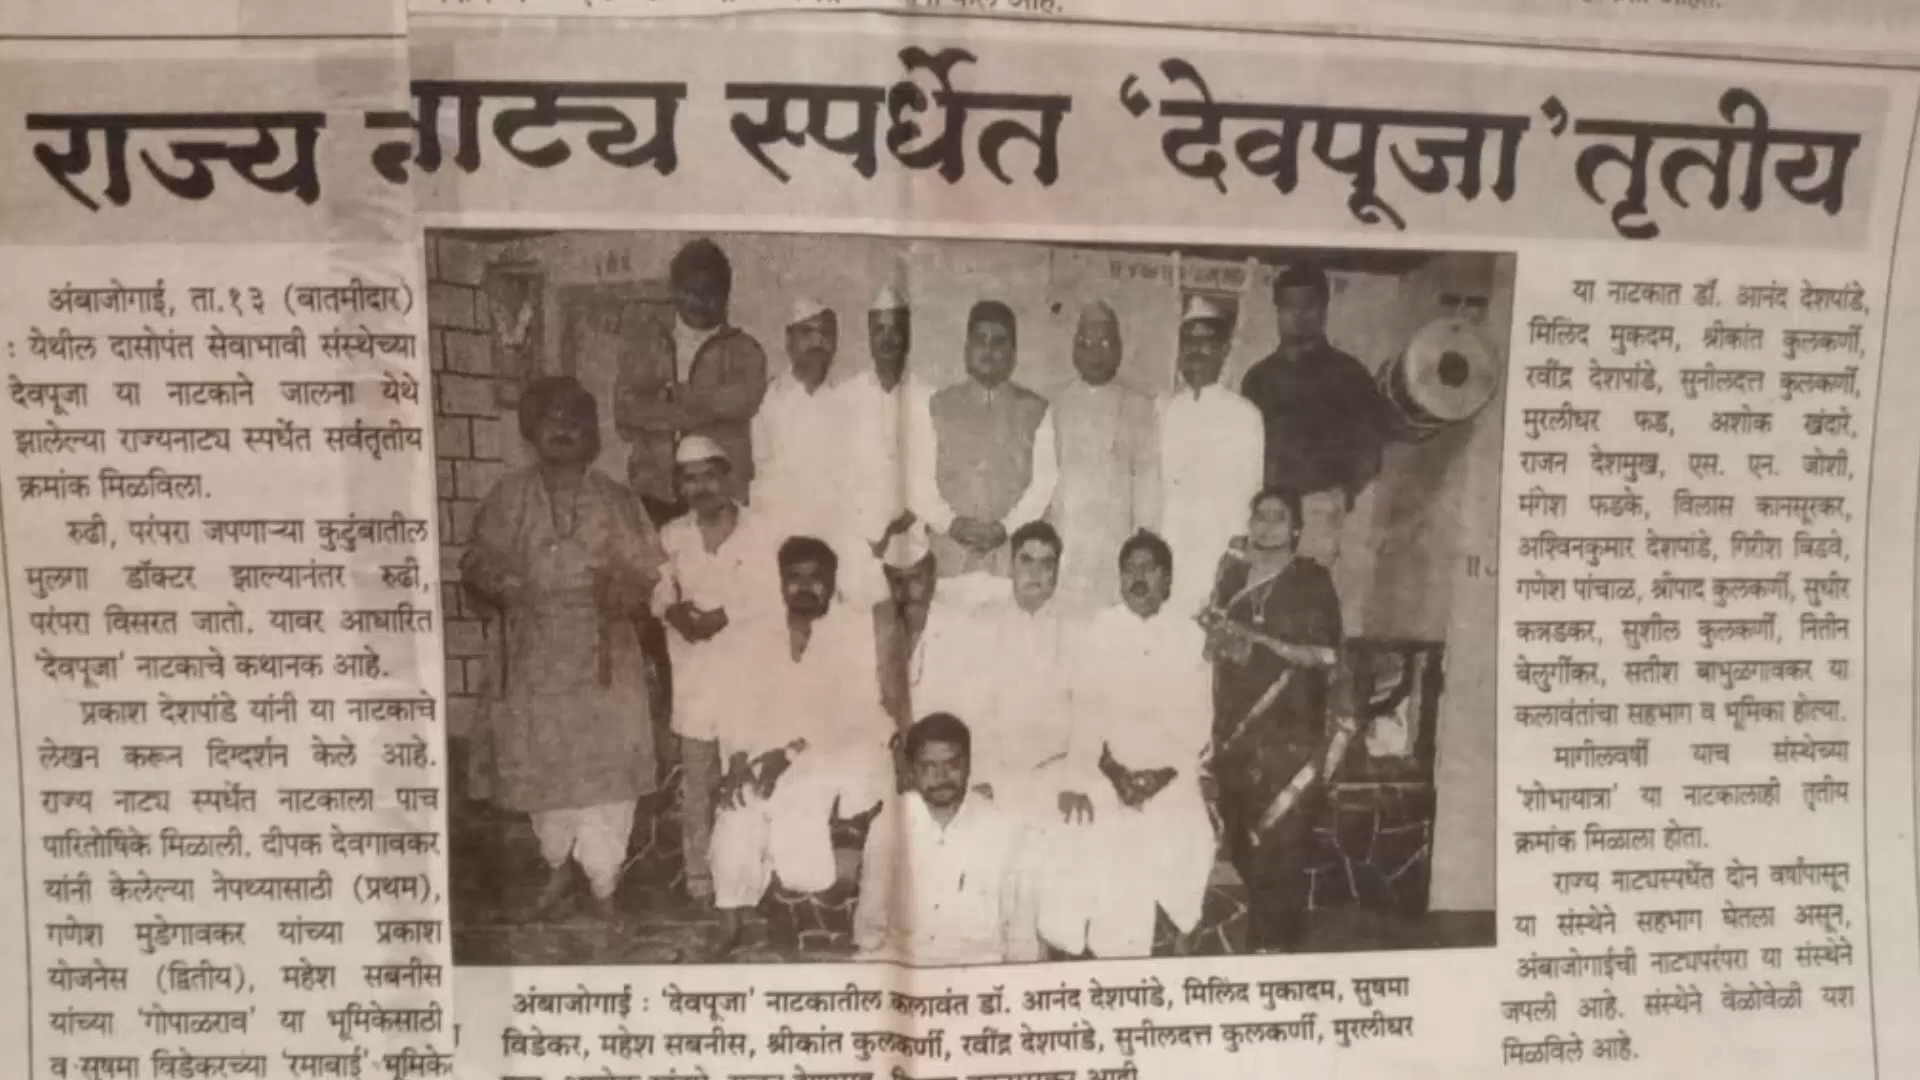 राज्य नाट्य स्पर्धेत ‘देवपूजा’ तृतीय
अंबाजोगाई, ता.१३ (बातमीदार)
: येथील दासोपंत सेवाभावी संस्थेच्या
देवपूजा या नाटकाने जालना येथे
झालेल्या राज्यनाट्य स्पर्धेत सर्वतृतीय
क्रमांक मिळविला.
रुढी, परंपरा जपणाऱ्या कुटुंबातील
मुलगा डॉक्टर झाल्यानंतर रुढी,
परंपरा विसरत जातो. यावर आधारित
'देवपूजा' नाटकाचे कथानक आहे.
प्रकाश देशपांडे यांनी या नाटकाचे
लेखन करून दिग्दर्शन केले आहे.
राज्य नाट्य स्पर्धेत नाटकाला पाच
पारितोषिके मिळाली. दीपक देवगावकर
यांनी केलेल्या नेपथ्यासाठी (प्रथम),
गणेश मुडेगावकर यांच्या प्रकाश
योजनेस (द्वितीय), महेश सबनीस
यांच्या 'गोपाळराव' या भूमिकेसाठी
व सुषमा विडेकरच्या 'रमाबाई' भूमिके
अंबाजोगाई : 'देवपूजा' नाटकातील कलावंत डॉ. आनंद देशपांडे, मिलिंद मुकादम, सुषमा
विडेकर, महेश सबनीस, श्रीकांत कुलकर्णी, रवींद्र देशपांडे, सुनीलदत्त कुलकर्णी, मुरलीधर
या नाटकात डॉ. आनंद देशपांडे,
मिलिंद मुकदम, श्रीकांत कुलकर्णी,
रवींद्र देशपांडे, सुनीलदत्त कुलकर्णी,
मुरलीधर फड, अशोक खंदारे,
राजन देशमुख, एस. एन. जोशी,
मंगेश फडके, विलास कानसूरकर,
अश्विनकुमार देशपांडे, गिरीश बिडवे,
गणेश पांचाळ, श्रीपाद कुलकर्णी, सुधीर
कन्नडकर, सुशील कुलकर्णी, नितीन
बेलुर्गीकर, सतीश बाभुळगावकर या
कलावंतांचा सहभाग व भूमिका होत्या.
मागीलवर्षी याच संस्थेच्या
'शोभायात्रा' या नाटकालाही तृतीय
क्रमांक मिळाला होता.
राज्य नाट्यस्पर्धेत दोन वर्षांपासून
या संस्थेने सहभाग घेतला असून,
अंबाजोगाईची नाट्यपरंपरा या संस्थेने
जपली आहे. संस्थेने वेळोवेळी यश
मिळविले आहे.